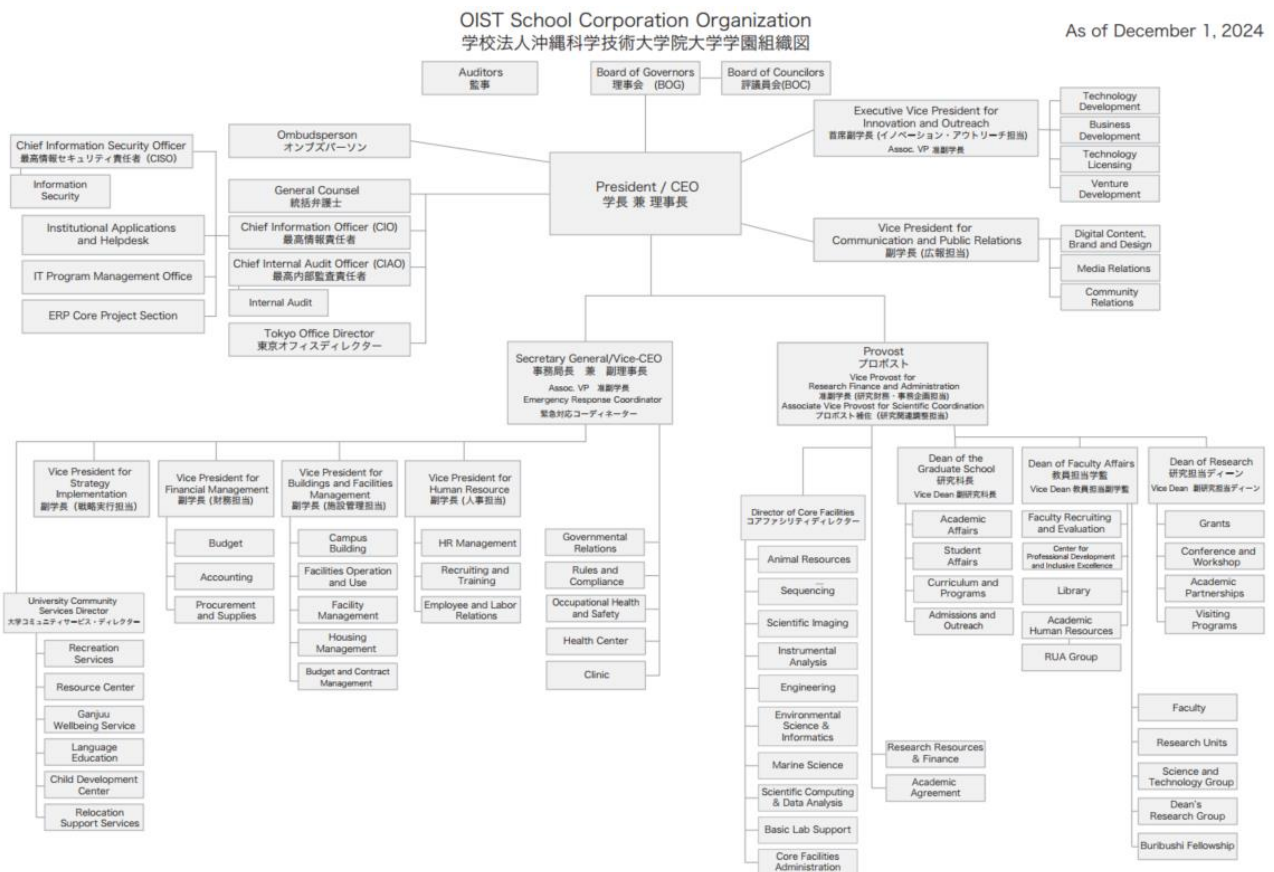 OIST School Corporation Organization
学校法人沖縄科学技術大学院大学学園組織図
As of December 1, 2024
Auditors
監事
Board of Governors
理事会 (BOG)
Board of Councilors
評議員会(BOC)
Executive Vice President for
Innovation and Outreach
首席副学長 (イノベーション・アウトリーチ担当)
Assoc. VP 准副学長
Technology
Development
Business
Development
Technology
Licensing
Venture
Development
Ombudsperson
オンブズパーソン
Chief Information Security Officer
最高情報セキュリティ責任者 (CISO)
Information
Security
President / CEO
学長 兼 理事長
General Counsel
統括弁護士
Institutional Applications
and Helpdesk
Chief Information Officer (CIO)
最高情報責任者
Vice President for
Communication and Public Relations
副学長 (広報担当)
Digital Content,
Brand and Design
Media Relations
Community
Relations
IT Program Management Office
Chief Internal Audit Officer (CIAO)
最高内部監査責任者
Internal Audit
ERP Core Project Section
Tokyo Office Director
東京オフィスディレクター
Secretary General/Vice-CEO
事務局長 兼 副理事長
Assoc. VP 准副学長
Emergency Response Coordinator
緊急対応コーディネーター
Provost
プロボスト
Vice Provost for
Research Finance and Administration
准副学長 (研究財務・事務企画担当)
Associate Vice Provost for Scientific Coordination
プロボスト補佐 (研究関連調整担当)
Vice President for
Strategy
Implementation
副学長 (戦略実行担当)
Vice President for
Financial Management
副学長 (財務担当)
Budget
Accounting
Procurement
and Supplies
Vice President for
Buildings and Facilities
Management
副学長 (施設管理担当)
Campus
Building
Facilities Operation
and Use
Facility
Management
Housing
Management
Budget and Contract
Management
Vice President for
Human Resource
副学長 (人事担当)
HR Management
Recruiting and
Training
Employee and Labor
Relations
Governmental
Relations
Rules and
Compliance
Occupational Health
and Safety
Health Center
Clinic
University Community
Services Director
大学コミュニティサービス・ディレクター
Recreation
Services
Resource Center
Ganjuu
Wellbeing Service
Language
Education
Child Development
Center
Relocation
Support Services
Director of Core Facilities
コアファシリティディレクター
Animal Resources
Sequencing
Scientific Imaging
Instrumental
Analysis
Engineering
Environmental
Science &
Informatics
Marine Science
Scientific Computing
& Data Analysis
Basic Lab Support
Core Facilities
Administration
Research Resources
& Finance
Academic
Agreement
Dean of the
Graduate School
研究科長
Vice Dean 副研究科長
Academic
Affairs
Student
Affairs
Curriculum and
Programs
Admissions and
Outreach
Dean of Faculty Affairs
教員担当学監
Vice Dean 教員担当副学監
Faculty Recruiting
and Evaluation
Center for
Professional Development
and Inclusive Excellence
Library
Academic
Human Resources
RUA Group
Dean of Research
研究担当ディーン
Vice Dean 副研究担当ディーン
Grants
Conference and
Workshop
Academic
Partnerships
Visiting
Programs
Faculty
Research Units
Science and
Technology Group
Dean's
Research Group
Buribushi Fellowship